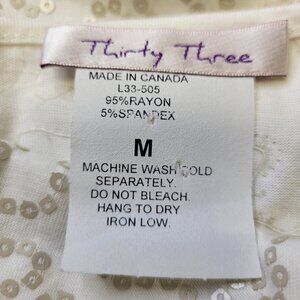 Thirty Three
MADE IN CANADA
L33-505
95%RAYON
5%SPANDEX
M
MACHINE WASH COLD
SEPARATELY.
DO NOT BLEACH.
HANG TO DRY
IRON LOW.